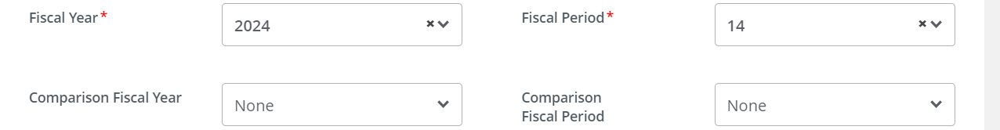 Fiscal Year*
2024
Fiscal Period*
14
Comparison Fiscal Year
None
Comparison
Fiscal Period
None